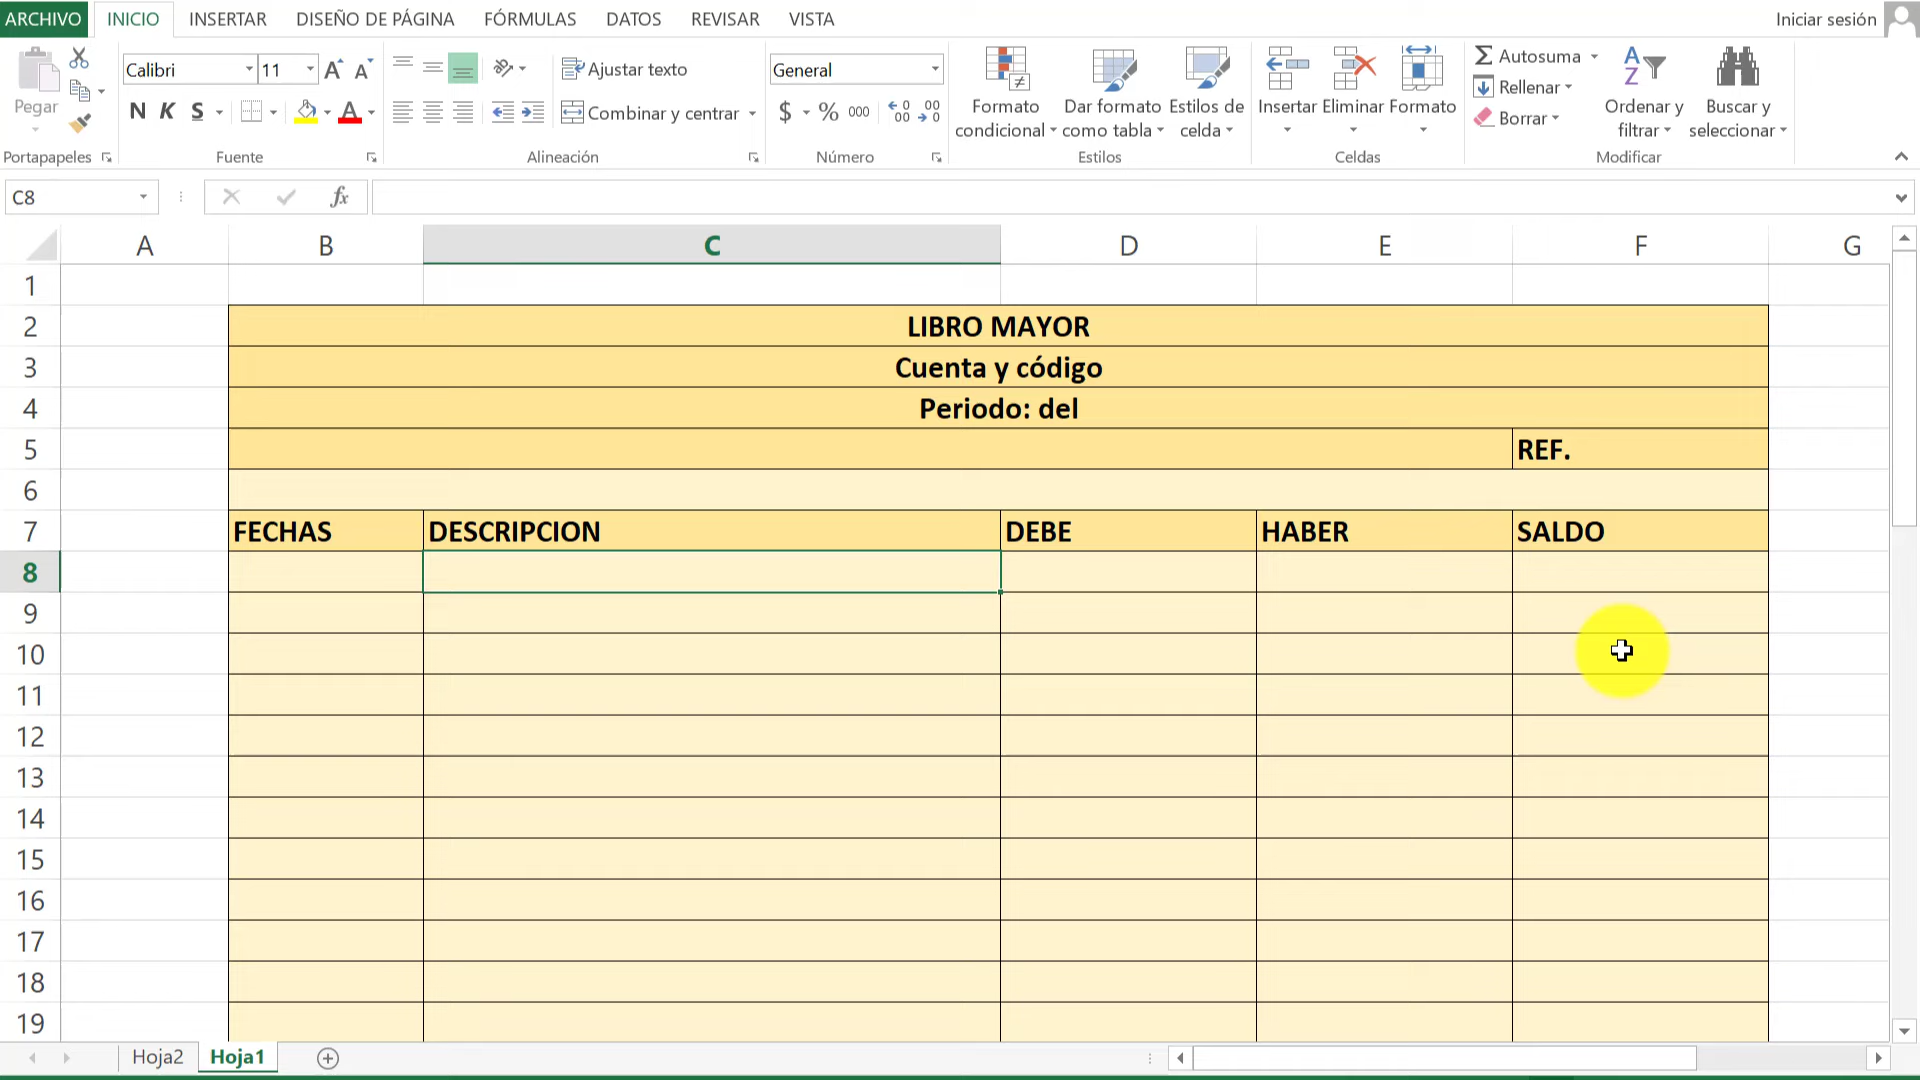 ARCHIVO INICIO INSERTAR DISEÑO DE PÁGINA FÓRMULAS DATOS REVISAR VISTA Iniciar sesión
Pegar
Portapapeles
Calibri 11 A A
N K S A
Fuente
Ajustar texto
Combinar y centrar
Alineación
General
$ % 000 0 00 00 0
Número
Formato condicional
Dar formato como tabla
Estilos de celda
Estilos
Insertar Eliminar Formato
Celdas
Σ Autosuma
Rellenar
Borrar
A Z
Ordenar y filtrar
Buscar y seleccionar
Modificar
C8 fx
A B C D E F G
1
2 LIBRO MAYOR
3 Cuenta y código
4 Periodo: del
5 REF.
6
7 FECHAS DESCRIPCION DEBE HABER SALDO
8
9
10
11
12
13
14
15
16
17
18
19
Hoja2 Hoja1